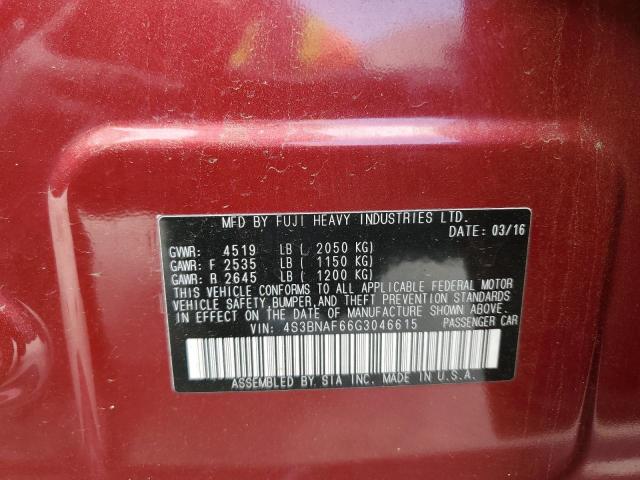 MFD BY FUJI HEAVY INDUSTRIES LTD.
DATE: 03/16
GVWR: 4519 LB ( 2050 KG)
GAWR: F 2535 LB ( 1150 KG)
GAWR: R 2645 LB ( 1200 KG)
THIS VEHICLE CONFORMS TO ALL APPLICABLE FEDERAL MOTOR
VEHICLE SAFETY,BUMPER,AND THEFT PREVENTION STANDARDS
IN EFFECT ON THE DATE OF MANUFACTURE SHOWN ABOVE.
VIN: 4S3BNAF66G3046615 PASSENGER CAR
ASSEMBLED BY SIA INC. MADE IN U.S.A.